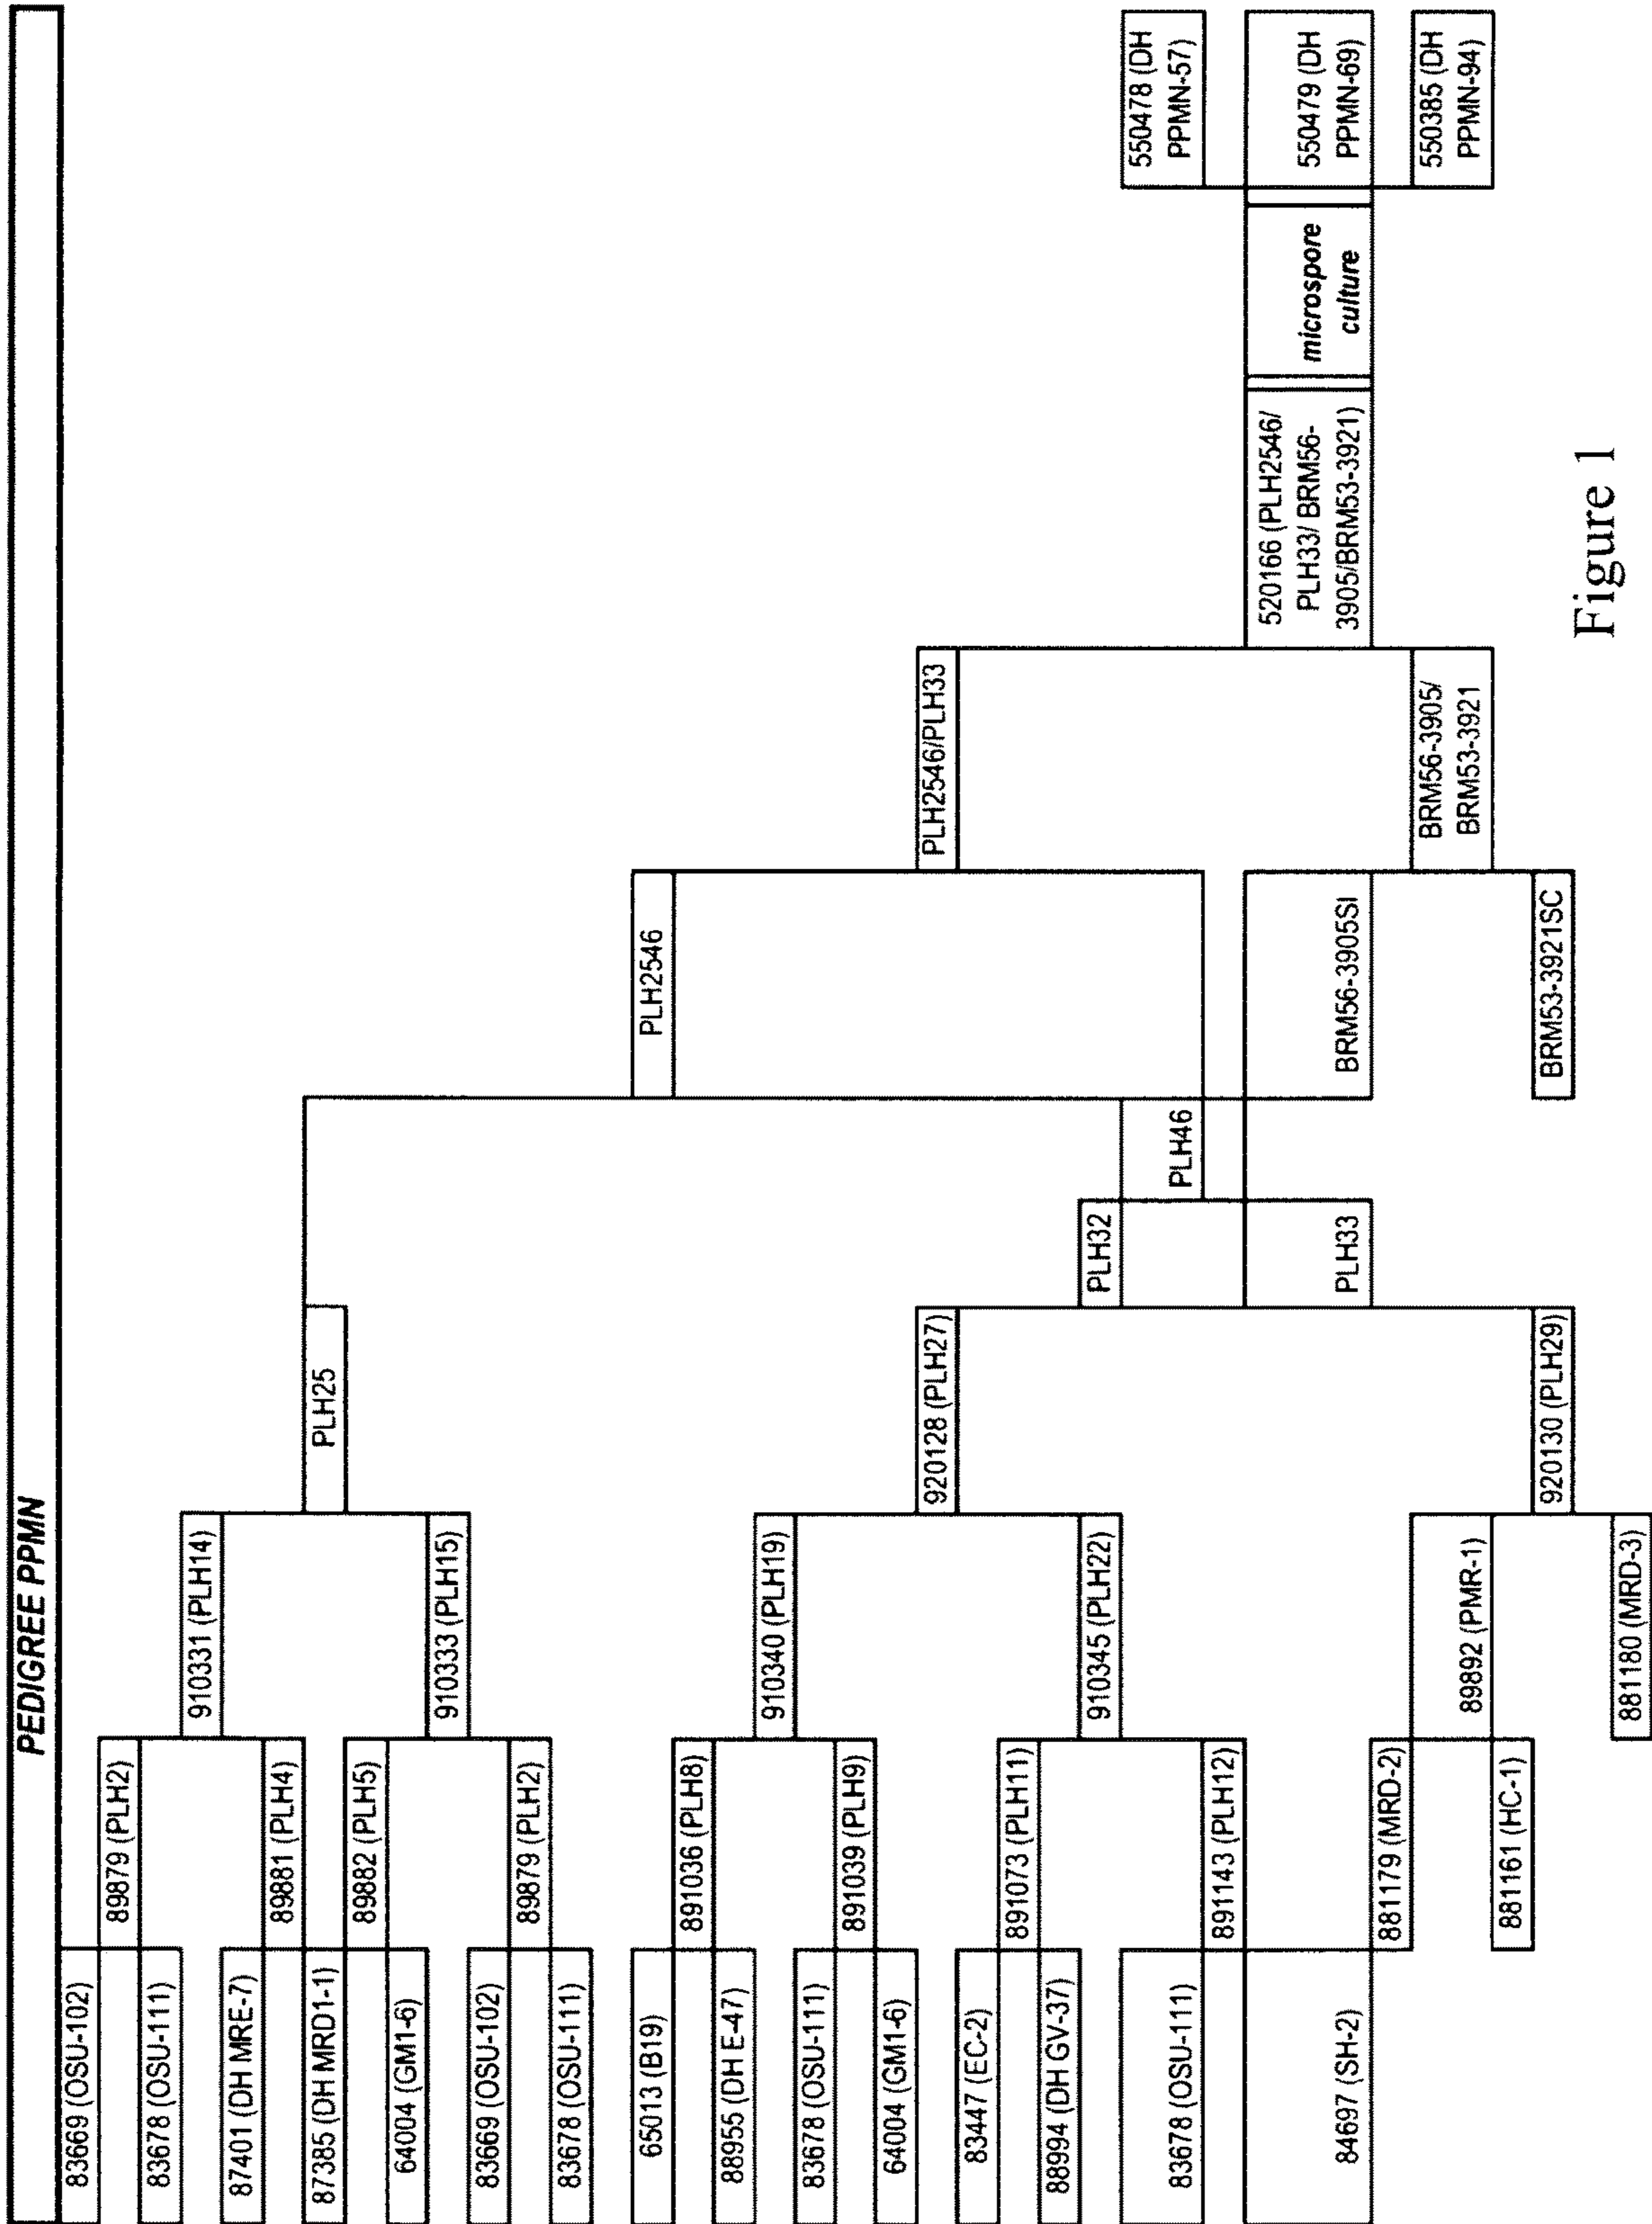 PEDIGREE PPMN
83669 (OSU-102)
89879 (PLH2)
83678 (OSU-111)
910331 (PLH14)
87401 (DH MRE-7)
89881 (PLH4)
87385 (DH MRD1-1)
PLH25
89882 (PLH5)
64004 (GM1-6)
910333 (PLH15)
83669 (OSU-102)
89879 (PLH2)
83678 (OSU-111)
65013 (B19)
PLH2546
891036 (PLH8)
88955 (DH E-47)
910340 (PLH19)
83678 (OSU-111)
891039 (PLH9)
64004 (GM1-6)
920128 (PLH27)
PLH2546/PLH33
83447 (EC-2)
891073 (PLH11)
88994 (DH GV-37)
910345 (PLH22)
PLH32
83678 (OSU-111)
PLH46
550478 (DH
PPMN-57)
891143 (PLH12)
84697 (SH-2)
PLH33
BRM56-3905SI
520166 (PLH2546/
PLH33/ BRM56-
3905/BRM53-3921)
microspore
culture
550479 (DH
PPMN-69)
881179 (MRD-2)
89892 (PMR-1)
BRM56-3905/
BRM53-3921
550385 (DH
PPMN-94)
881161 (HC-1)
920130 (PLH29)
BRM53-3921SC
881180 (MRD-3)
Figure 1